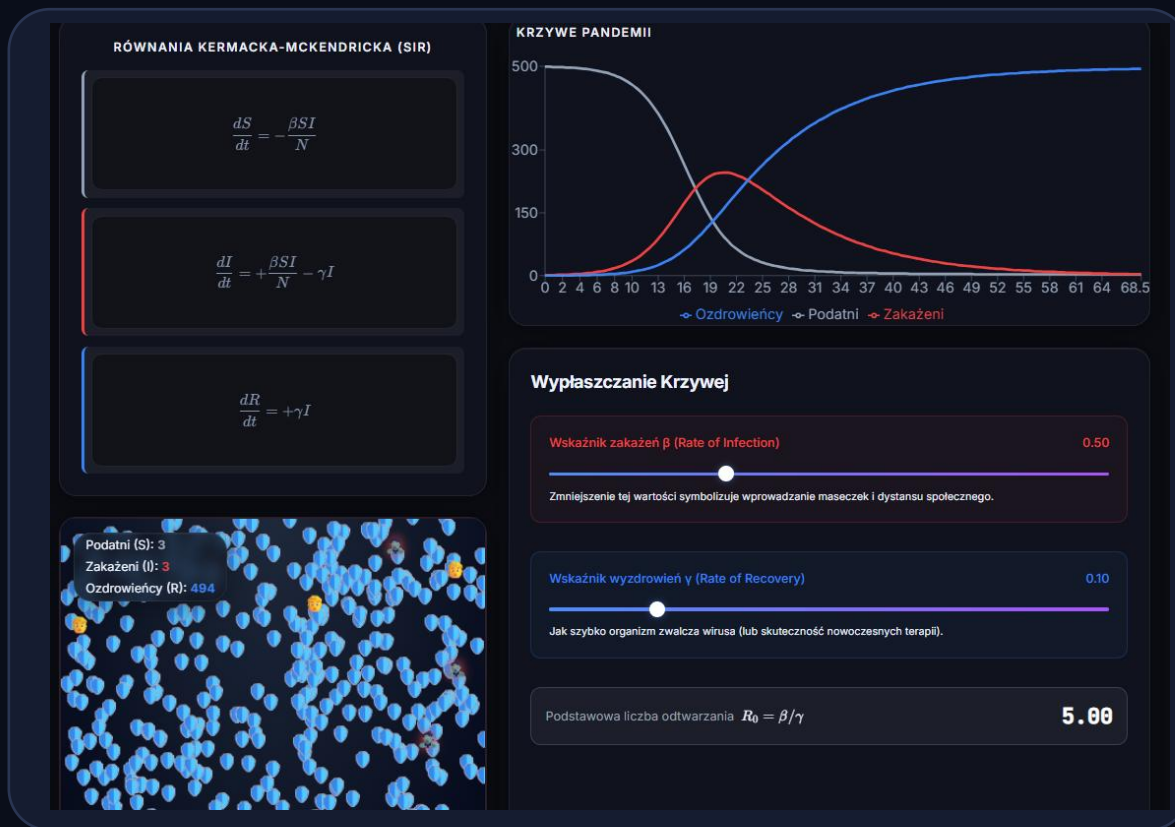 RÓWNANIA KERMACKA-MCKENDRICKA (SIR)
dS/dt = -βSI/N
dI/dt = +βSI/N - γI
dR/dt = +γI
Podatni (S): 3
Zakażeni (I): 3
Ozdrowieńcy (R): 494
KRZYWE PANDEMII
500
300
150
0
0 2 4 6 8 10 13 16 19 22 25 28 31 34 37 40 43 46 49 52 55 58 61 64 68.5
Ozdrowieńcy Podatni Zakażeni
Wypłaszczanie Krzywej
Wskaźnik zakażeń β (Rate of Infection) 0.50
Zmniejszenie tej wartości symbolizuje wprowadzanie maseczek i dystansu społecznego.
Wskaźnik wyzdrowień γ (Rate of Recovery) 0.10
Jak szybko organizm zwalcza wirusa (lub skuteczność nowoczesnych terapii).
Podstawowa liczba odtwarzania R₀ = β/γ 5.00